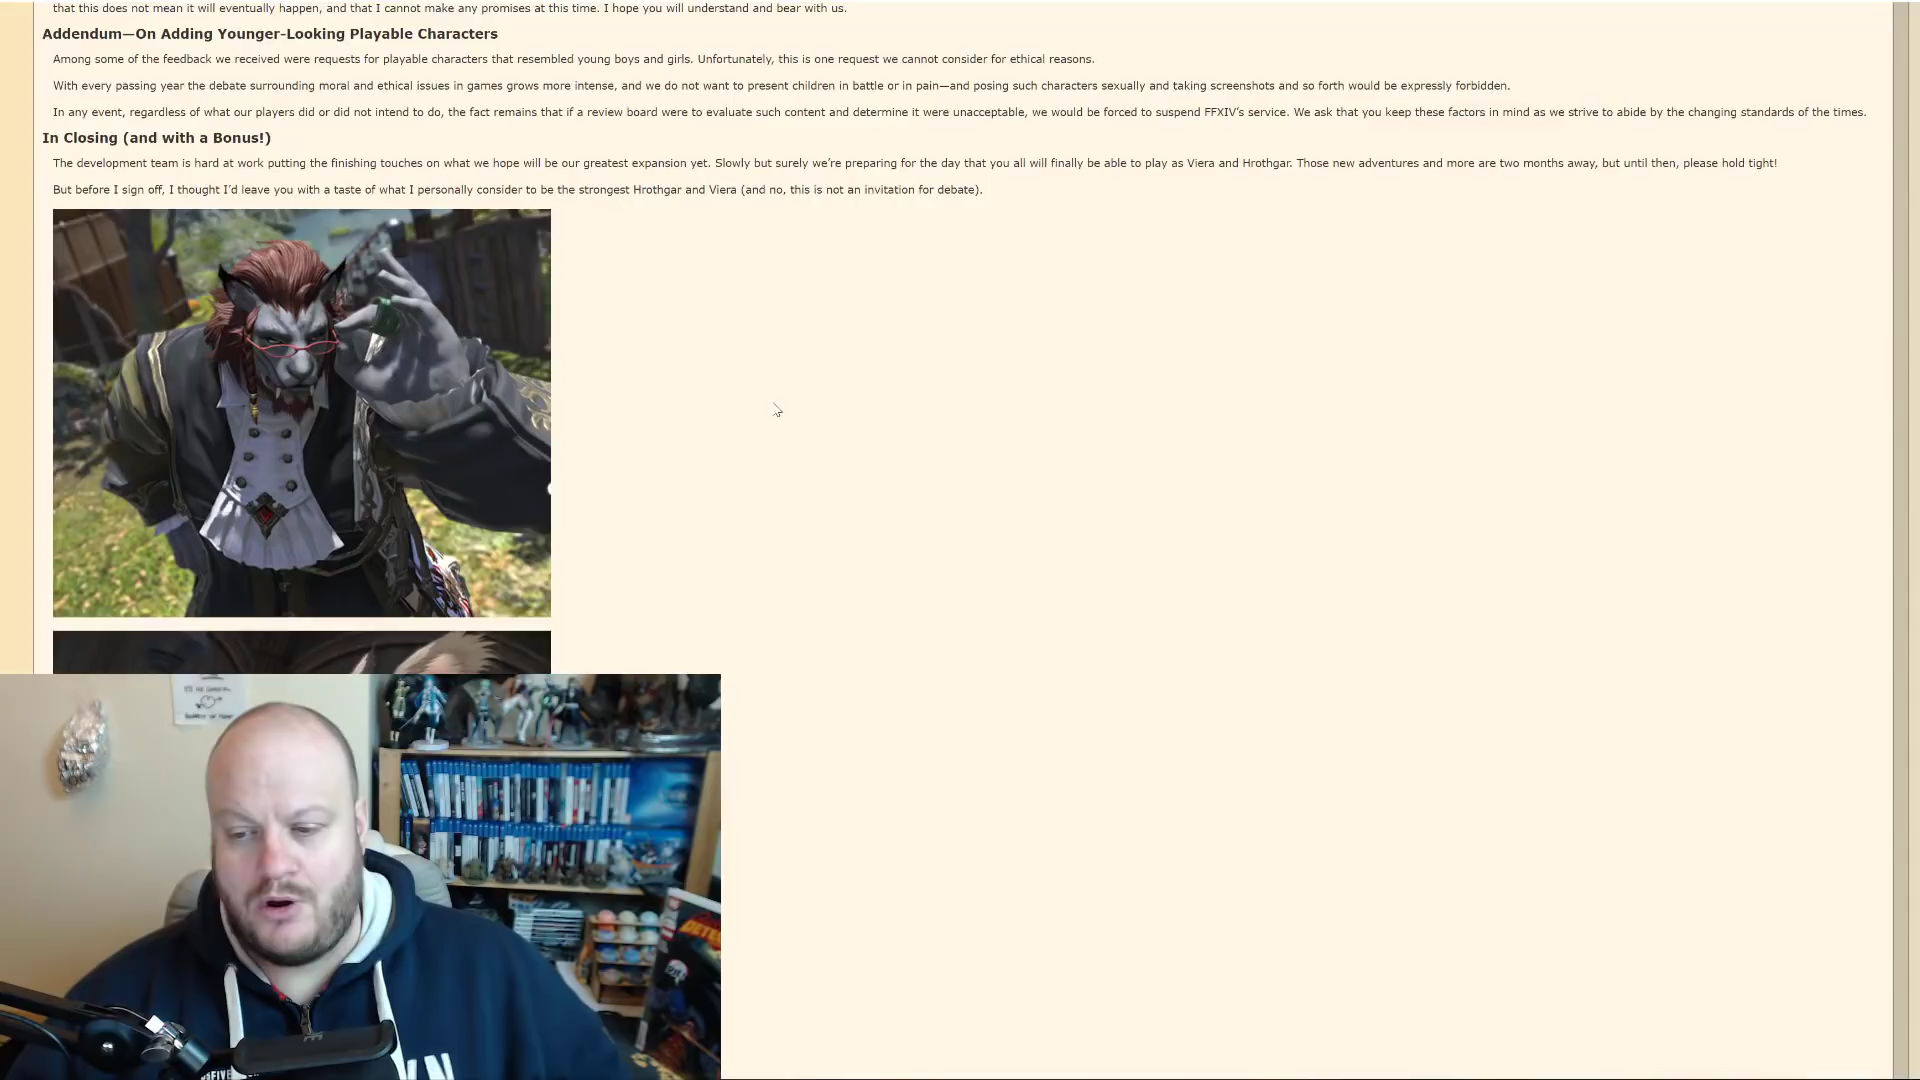 that this does not mean it will eventually happen, and that I cannot make any promises at this time. I hope you will understand and bear with us.
Addendum—On Adding Younger-Looking Playable Characters
Among some of the feedback we received were requests for playable characters that resembled young boys and girls. Unfortunately, this is one request we cannot consider for ethical reasons.
With every passing year the debate surrounding moral and ethical issues in games grows more intense, and we do not want to present children in battle or in pain—and posing such characters sexually and taking screenshots and so forth would be expressly forbidden.
In any event, regardless of what our players did or did not intend to do, the fact remains that if a review board were to evaluate such content and determine it were unacceptable, we would be forced to suspend FFXIV’s service. We ask that you keep these factors in mind as we strive to abide by the changing standards of the times.
In Closing (and with a Bonus!)
The development team is hard at work putting the finishing touches on what we hope will be our greatest expansion yet. Slowly but surely we’re preparing for the day that you all will finally be able to play as Viera and Hrothgar. Those new adventures and more are two months away, but until then, please hold tight!
But before I sign off, I thought I’d leave you with a taste of what I personally consider to be the strongest Hrothgar and Viera (and no, this is not an invitation for debate).